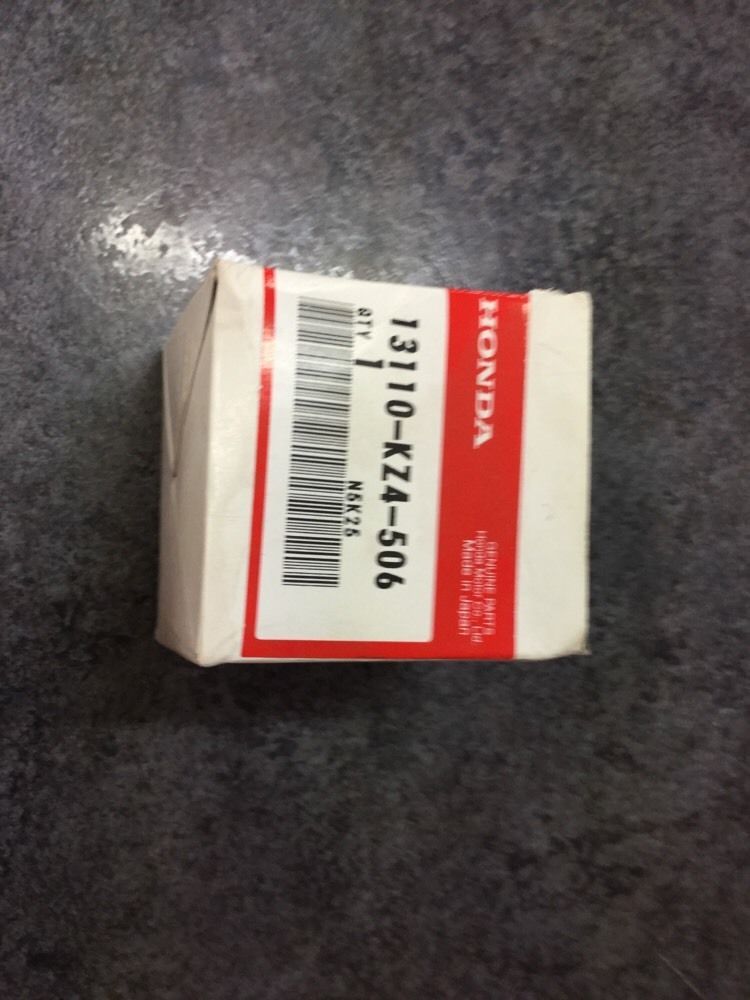 HONDA
GENUINE PARTS
Honda Motor Co., Ltd.
Made in Japan
13110-KZ4-506
QTY 1
N5K25